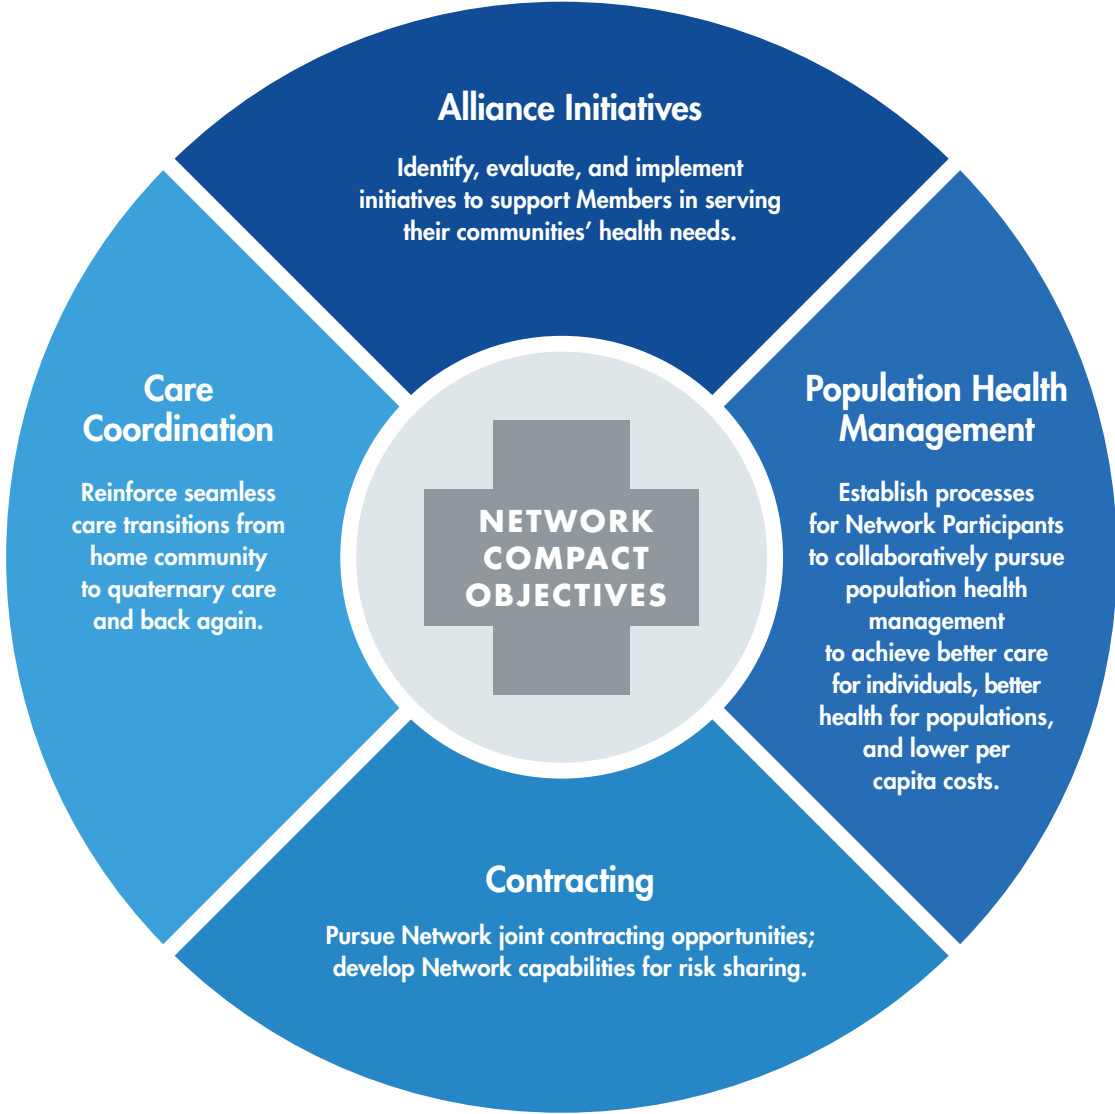 Alliance Initiatives
Identify, evaluate, and implement
initiatives to support Members in serving
their communities’ health needs.
Care
Coordination
Reinforce seamless
care transitions from
home community
to quaternary care
and back again.
NETWORK
COMPACT
OBJECTIVES
Population Health
Management
Establish processes
for Network Participants
to collaboratively pursue
population health
management
to achieve better care
for individuals, better
health for populations,
and lower per
capita costs.
Contracting
Pursue Network joint contracting opportunities;
develop Network capabilities for risk sharing.